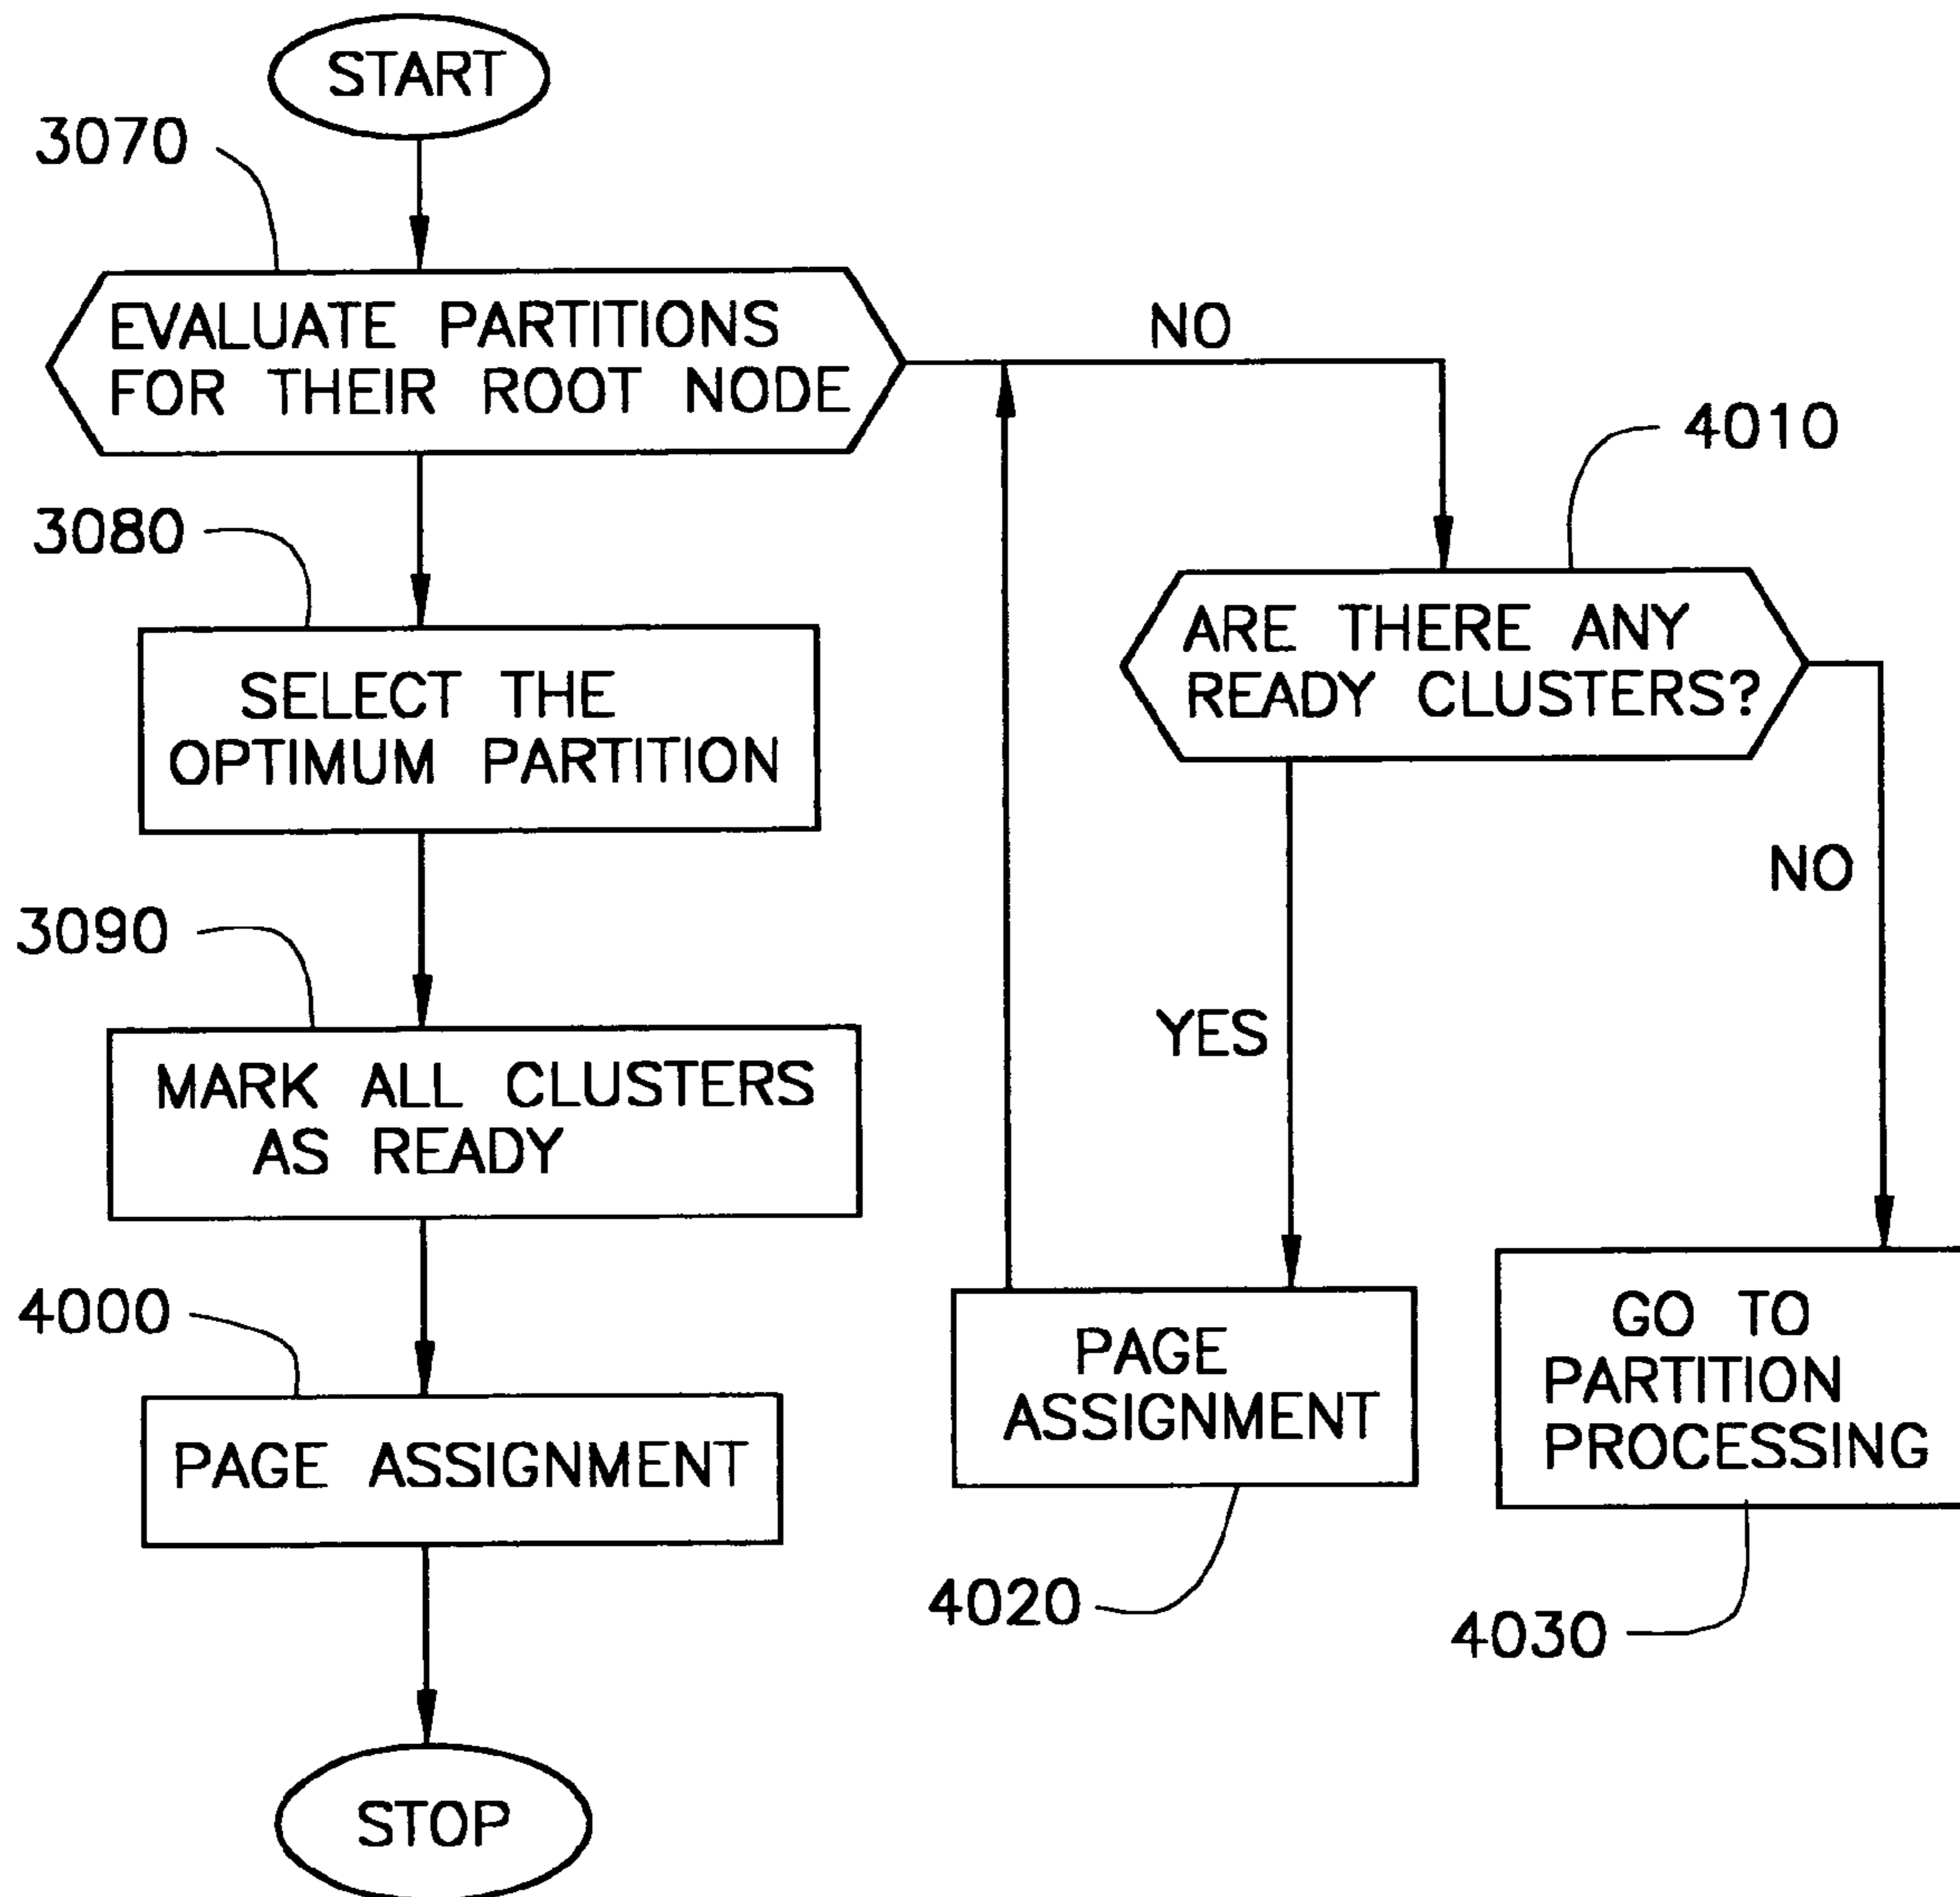 START
3070
EVALUATE PARTITIONS
FOR THEIR ROOT NODE
NO
4010
3080
ARE THERE ANY
READY CLUSTERS?
SELECT THE
OPTIMUM PARTITION
NO
3090
YES
MARK ALL CLUSTERS
AS READY
4000
PAGE
ASSIGNMENT
GO TO
PARTITION
PROCESSING
PAGE ASSIGNMENT
4020
4030
STOP